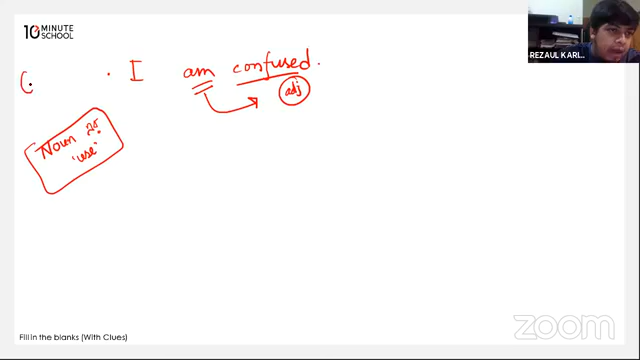 10 MINUTE SCHOOL
REZAUL KARI
( . I am confused.
adj
Noun এর
"use"
Fill in the blanks (With Clues)
zoom